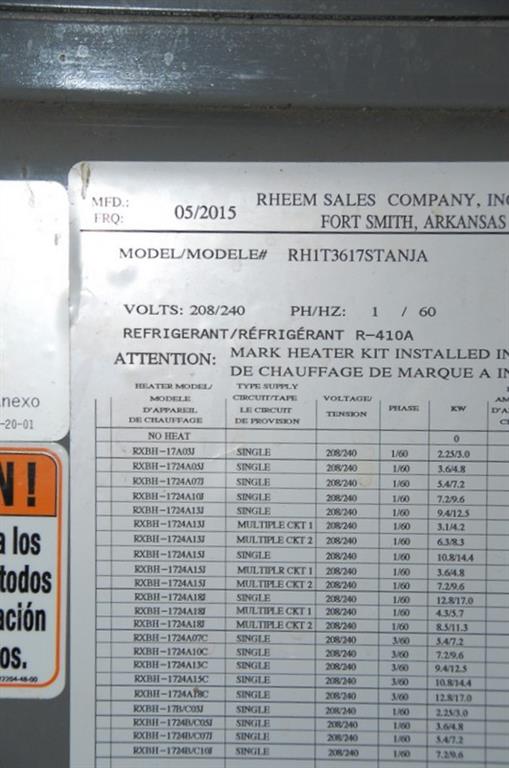 MFD.:
FRQ:
05/2015
RHEEM SALES COMPANY, INC
FORT SMITH, ARKANSAS
MODEL/MODELE# RH1T3617STANJA
VOLTS: 208/240 PH/HZ: 1 / 60
REFRIGERANT/RÉFRIGÉRANT R-410A
ATTENTION: MARK HEATER KIT INSTALLED IN
DE CHAUFFAGE DE MARQUE A IN
HEATER MODEL/ MODELE D'APPAREIL DE CHAUFFAGE
TYPE SUPPLY CIRCUIT/TAPE LE CIRCUIT DE PROVISION
VOLTAGE/ TENSION
PHASE
KW
NO HEAT 0
RXBH-17A03J SINGLE 208/240 1/60 2.25/3.0
RXBH-1724A05J SINGLE 208/240 1/60 3.6/4.8
RXBH-1724A07J SINGLE 208/240 1/60 5.4/7.2
RXBH-1724A10J SINGLE 208/240 1/60 7.2/9.6
RXBH-1724A13J SINGLE 208/240 1/60 9.4/12.5
RXBH-1724A13J MULTIPLE CKT 1 208/240 1/60 3.1/4.2
RXBH-1724A13J MULTIPLE CKT 2 208/240 1/60 6.3/8.3
RXBH-1724A15J SINGLE 208/240 1/60 10.8/14.4
RXBH-1724A15J MULTIPLR CKT 1 208/240 1/60 3.6/4.8
RXBH-1724A15J MULTIPLE CKT 2 208/240 1/60 7.2/9.6
RXBH-1724A18J SINGLE 208/240 1/60 12.8/17.0
RXBH-1724A18J MULTIPLE CKT 1 208/240 1/60 4.3/5.7
RXBH-1724A18J MULTIPLE CKT 2 208/240 1/60 8.5/11.3
RXBH-1724A07C SINGLE 208/240 3/60 5.4/7.2
RXBH-1724A10C SINGLE 208/240 3/60 7.2/9.6
RXBH-1724A13C SINGLE 208/240 3/60 9.4/12.5
RXBH-1724A15C SINGLE 208/240 3/60 10.8/14.4
RXBH-1724A18C SINGLE 208/240 3/60 12.8/17.0
RXBH-17B/C03J SINGLE 208/240 1/60 2.25/3.0
RXBH-1724B/C05J SINGLE 208/240 1/60 3.6/4.8
RXBH-1724B/C07J SINGLE 208/240 1/60 5.4/7.2
RXBH-1724B/C10J SINGLE 208/240 1/60 7.2/9.6
nexo
-20-01
N!
a los
todos
ación
os.